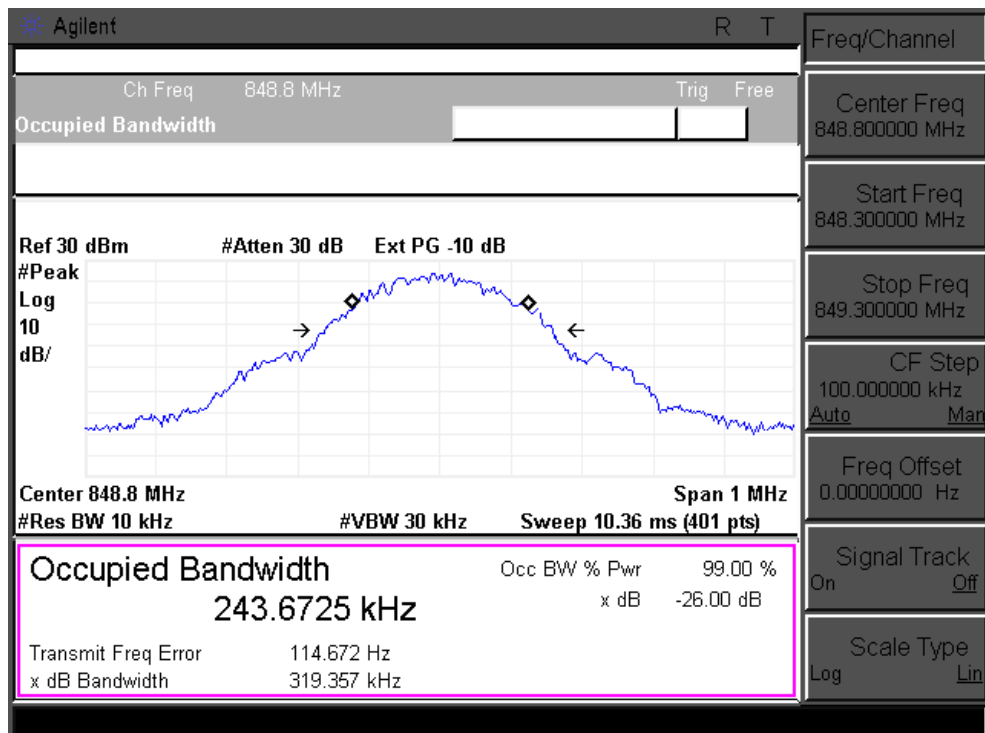 Agilent R T
Ch Freq 848.8 MHz Trig Free
Occupied Bandwidth
Ref 30 dBm #Atten 30 dB Ext PG -10 dB
#Peak
Log
10
dB/
Center 848.8 MHz Span 1 MHz
#Res BW 10 kHz #VBW 30 kHz Sweep 10.36 ms (401 pts)
Occupied Bandwidth
243.6725 kHz
Occ BW % Pwr 99.00 %
x dB -26.00 dB
Transmit Freq Error 114.672 Hz
x dB Bandwidth 319.357 kHz
Freq/Channel
Center Freq
848.800000 MHz
Start Freq
848.300000 MHz
Stop Freq
849.300000 MHz
CF Step
100.000000 kHz
Auto Man
Freq Offset
0.00000000 Hz
Signal Track
On Off
Scale Type
Log Lin